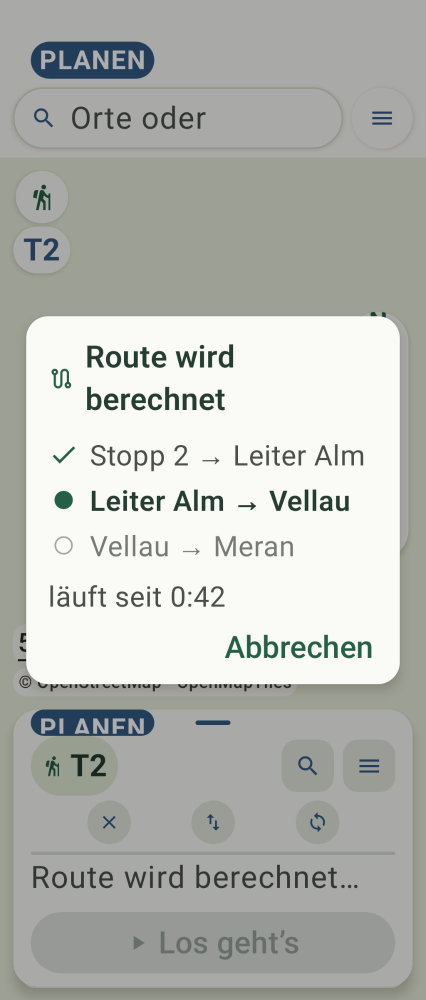 PLANEN
Orte oder
T2
Route wird
berechnet
Stopp 2 → Leiter Alm
Leiter Alm → Vellau
Vellau → Meran
läuft seit 0:42
Abbrechen
© OpenStreetMap OpenMapTiles
PLANEN
T2
Route wird berechnet…
Los geht’s